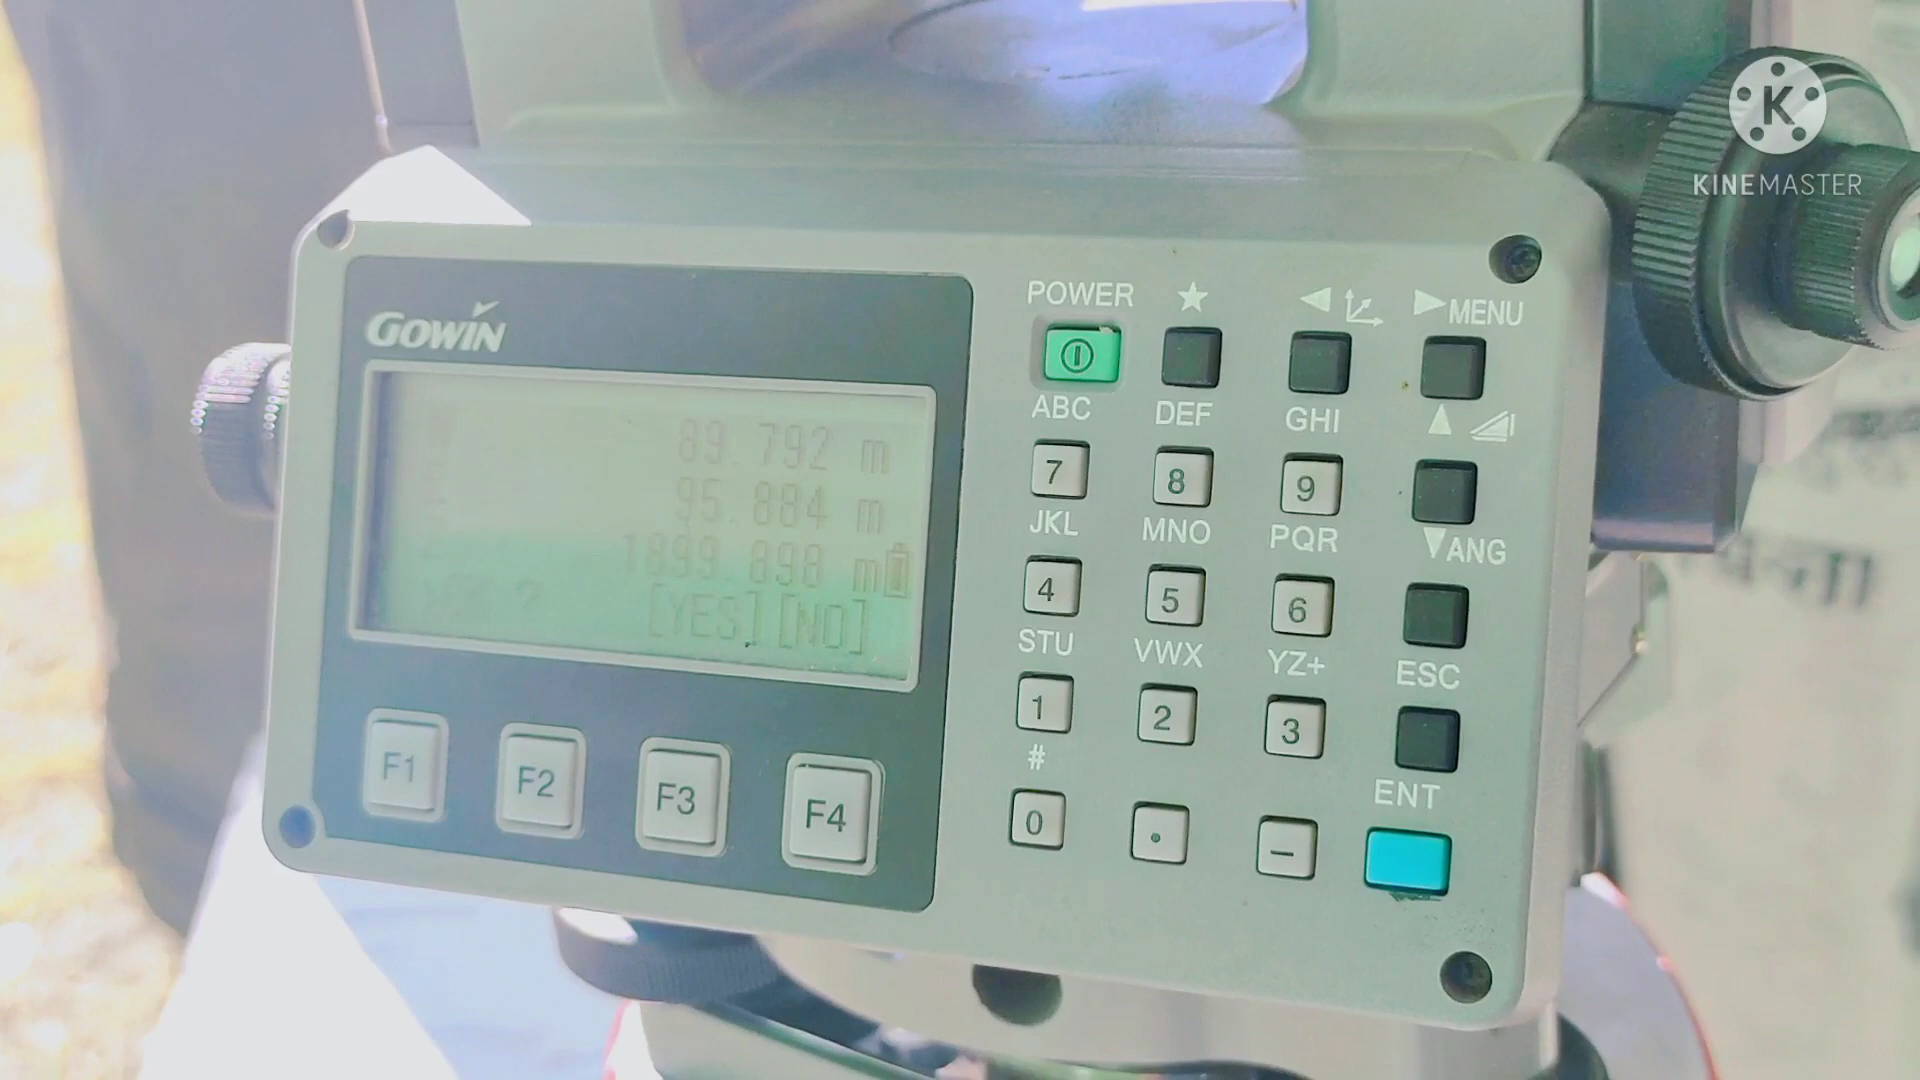 KINEMASTER
GOWIN
89.792 m
95.884 m
1899.898 m
? [YES] [NO]
F1 F2 F3 F4
POWER ★ ◀ ▶MENU
ABC DEF GHI ▲
7 8 9
JKL MNO PQR ▼ANG
4 5 6
STU VWX YZ+ ESC
1 2 3
# ENT
0 . −